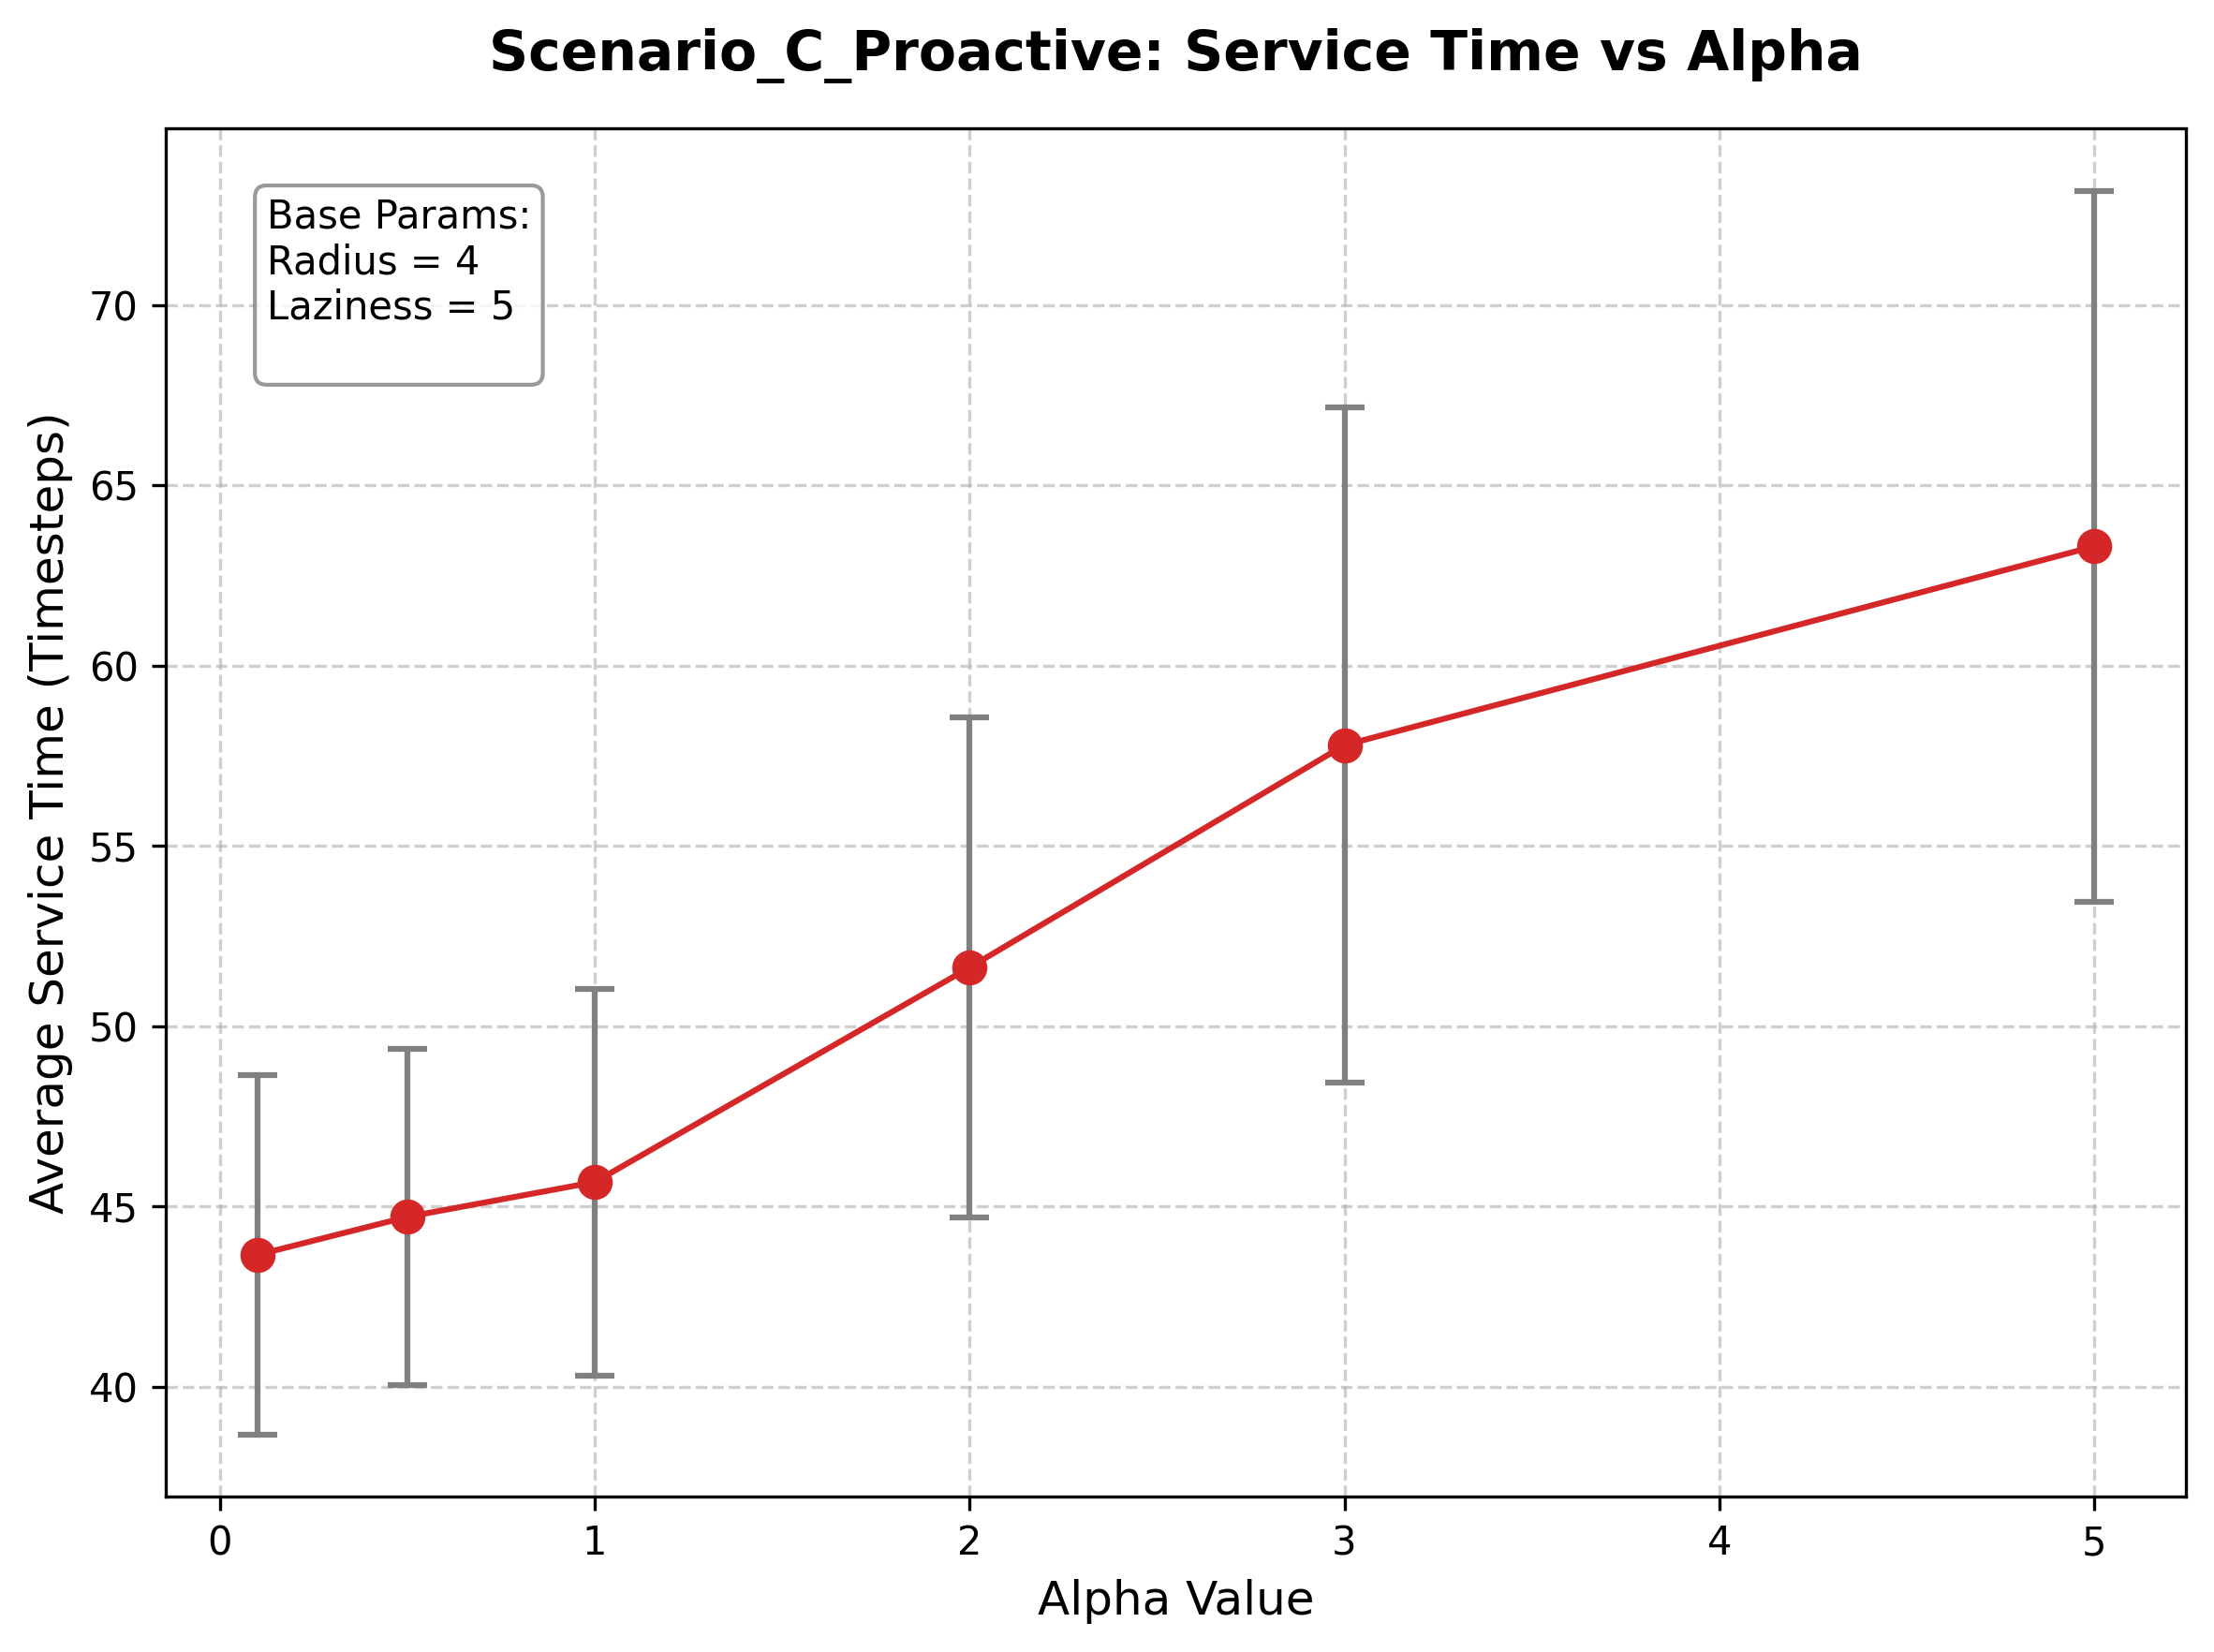 Scenario_C_Proactive: Service Time vs Alpha
Base Params:
Radius = 4
Laziness = 5
Average Service Time (Timesteps)
70
65
60
55
50
45
40
0 1 2 3 4 5
Alpha Value